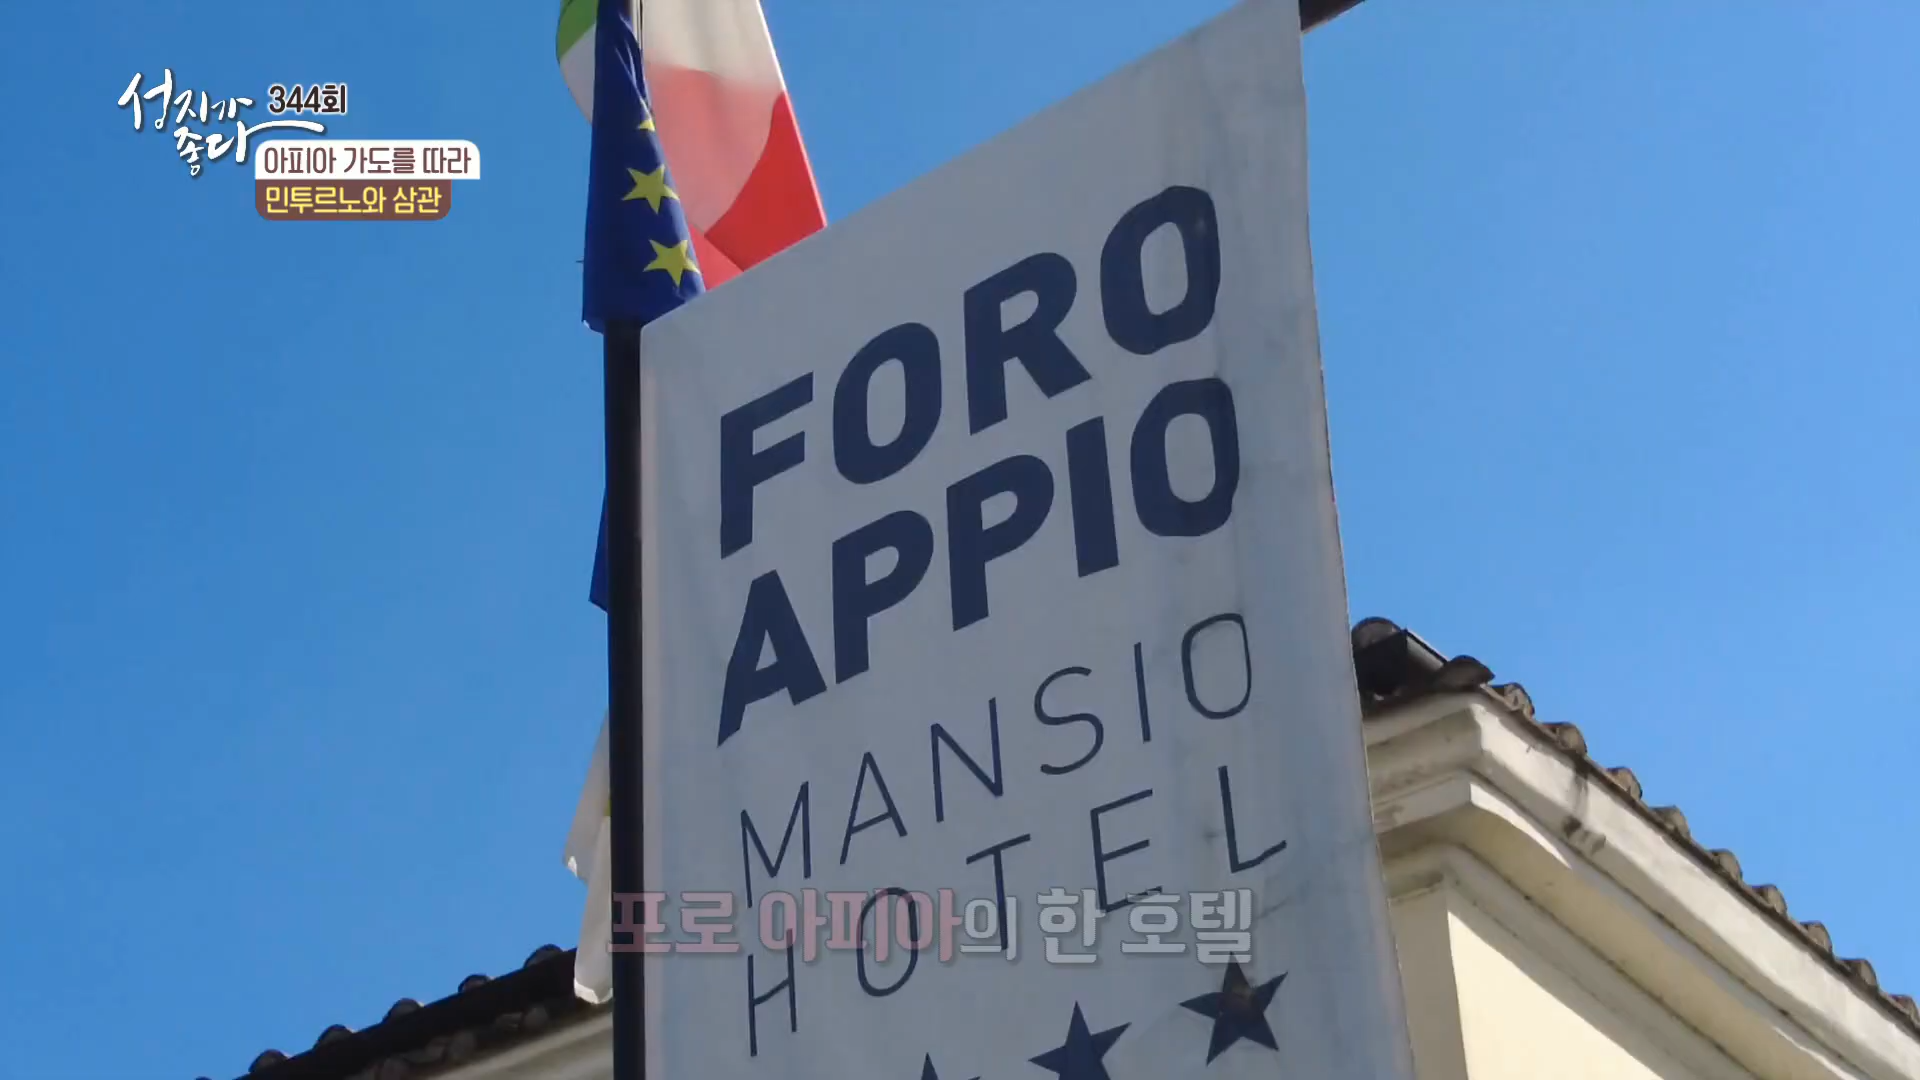 성지가 좋다 344회
아피아 가도를 따라
민투르노와 삼관
FORO
APPIO
MANSIO
HOTEL
포로 아피아의 한 호텔